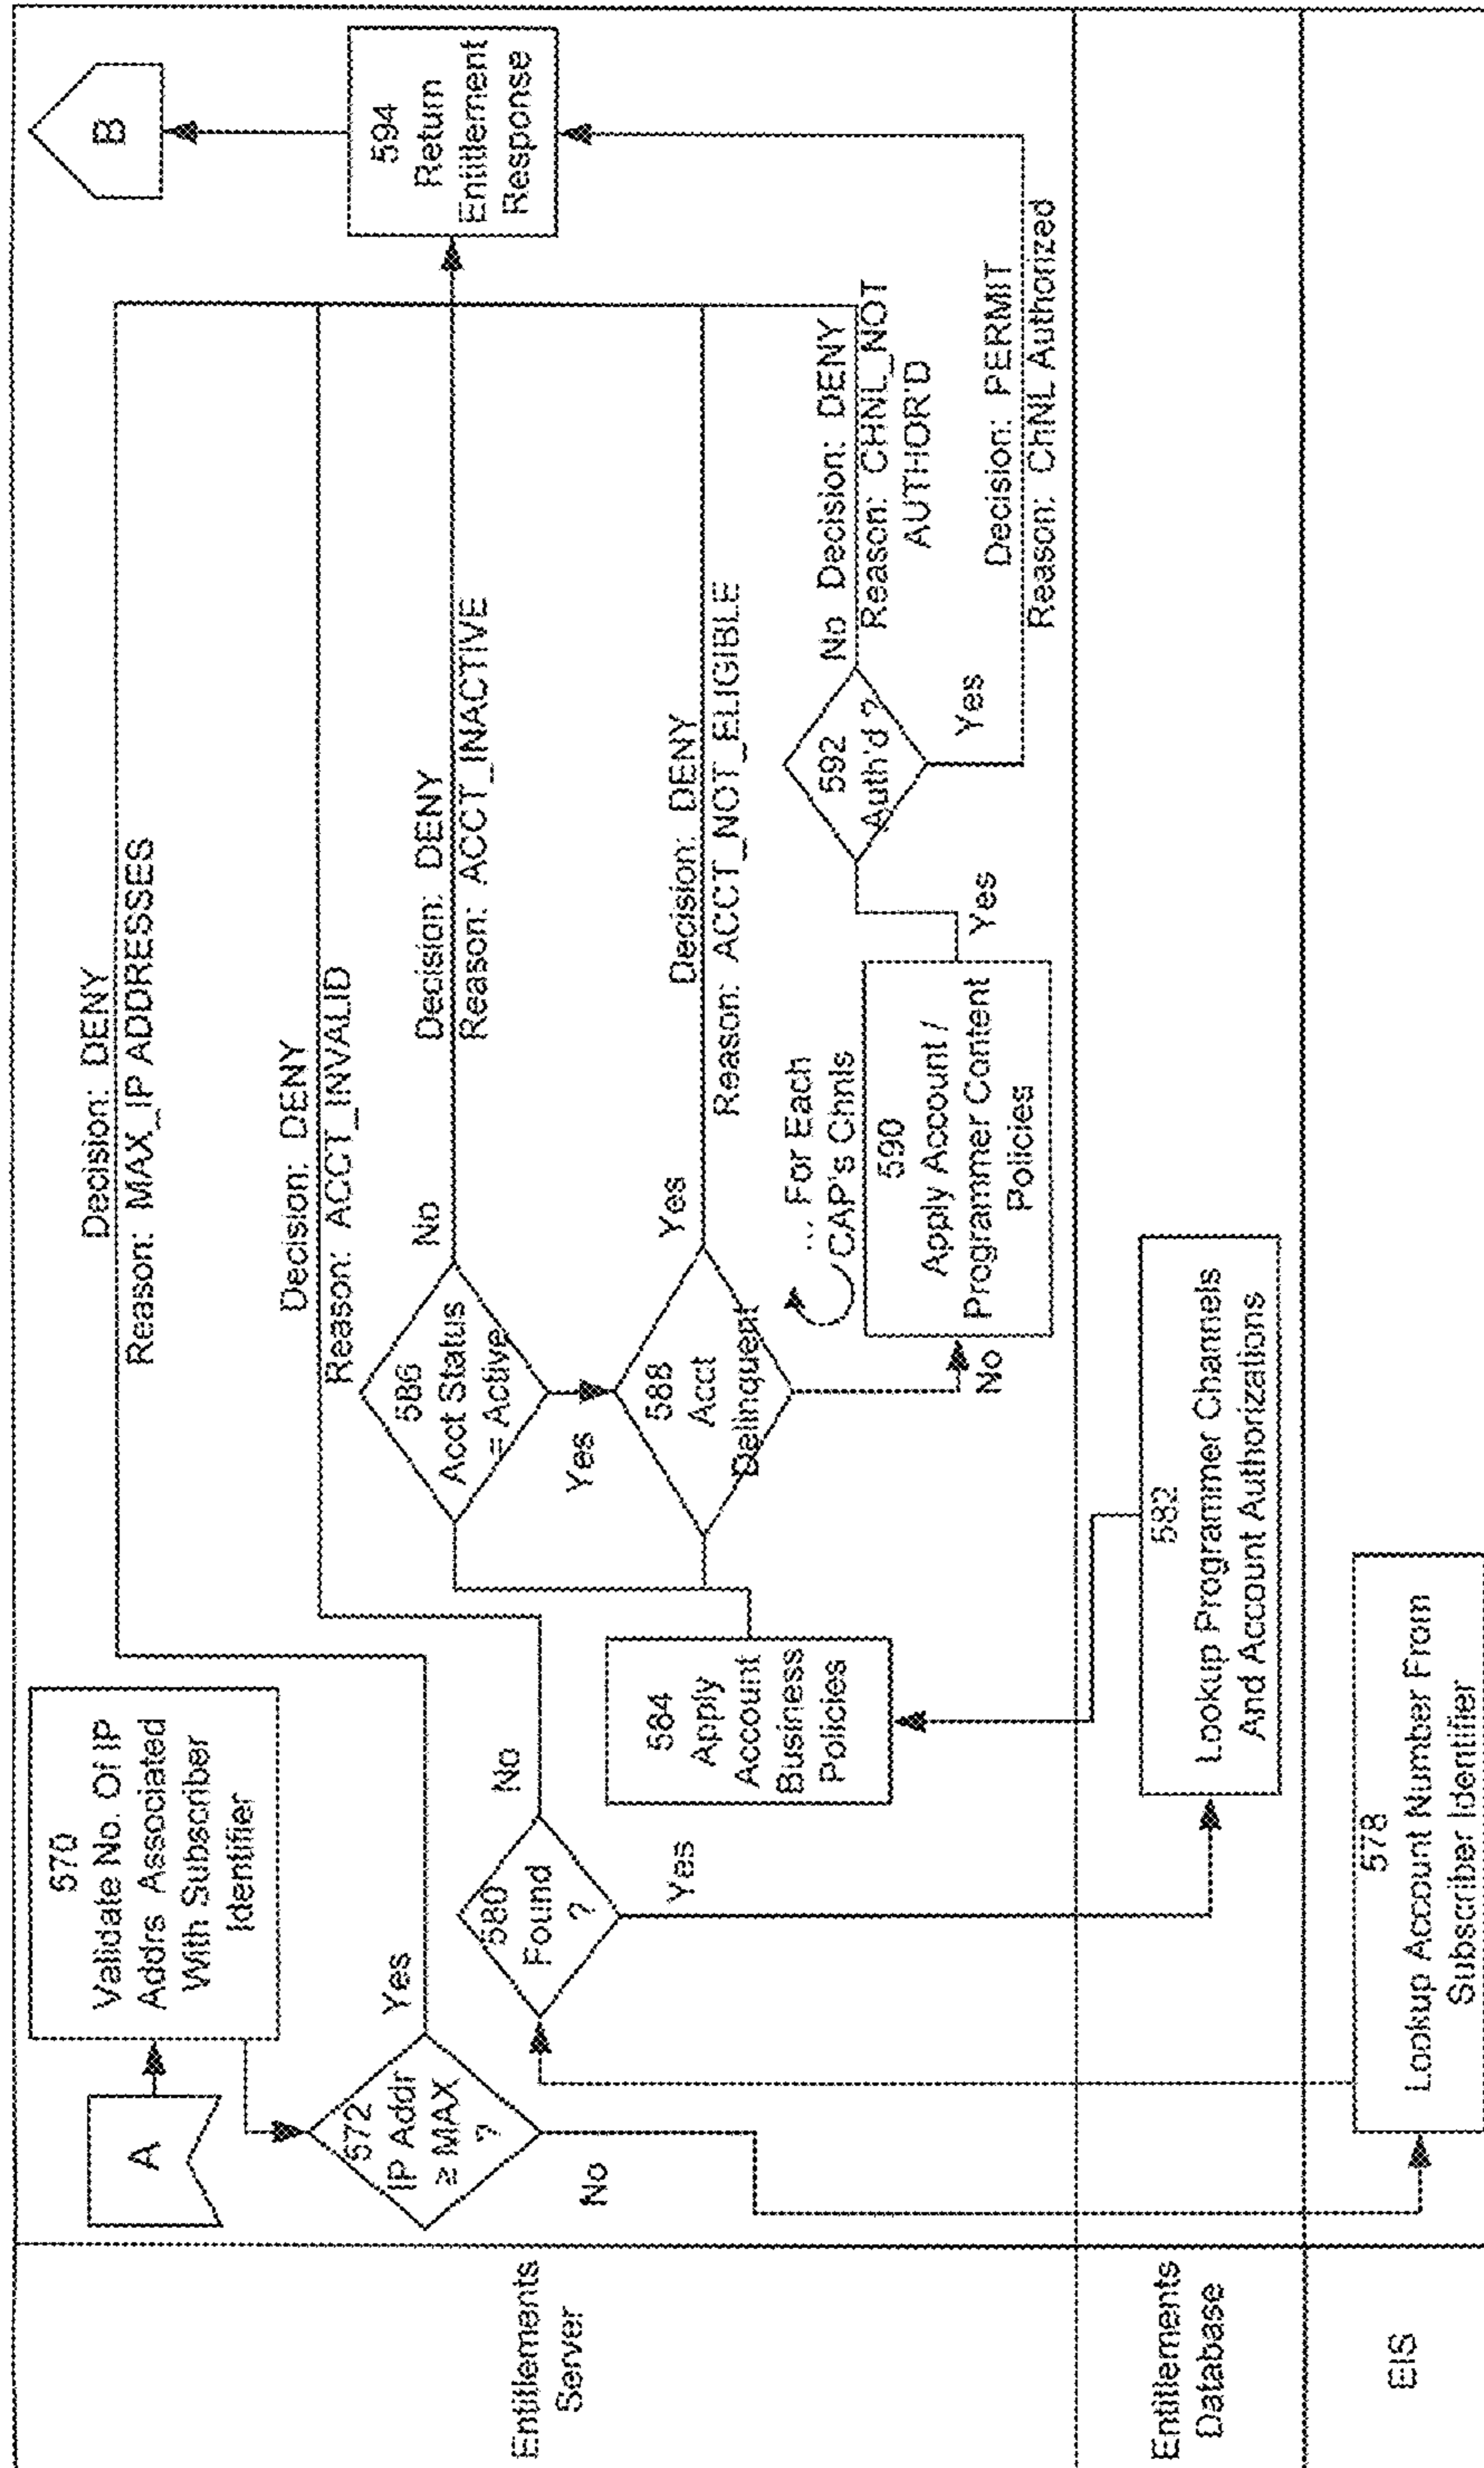 Entitlements
Server
A
570
Validate No. Of IP
Addrs Associated
With Subscriber
Identifier
572
IP Addr
≥ MAX
?
Yes
No
Decision: DENY
Reason: MAX_IP ADDRESSES
580
Found
?
No
Yes
Decision: DENY
Reason: ACCT_INVALID
584
Apply
Account
Business
Policies
586
Acct Status
= Active
No
Yes
Decision: DENY
Reason: ACCT_INACTIVE
588
Acct
Delinquent
Yes
No
Decision: DENY
Reason: ACCT_NOT_ELIGIBLE
... For Each
CAP's Chnls
590
Apply Account /
Programmer Content
Policies
Yes
592
Auth'd ?
No
Decision: DENY
Reason: CHNL_NOT
AUTHOR'D
Yes
Decision: PERMIT
Reason: ChNL Authorized
594
Return
Entitlement
Response
B
Entitlements
Database
582
Lookup Programmer Channels
And Account Authorizations
EIS
578
Lookup Account Number From
Subscriber Identifier